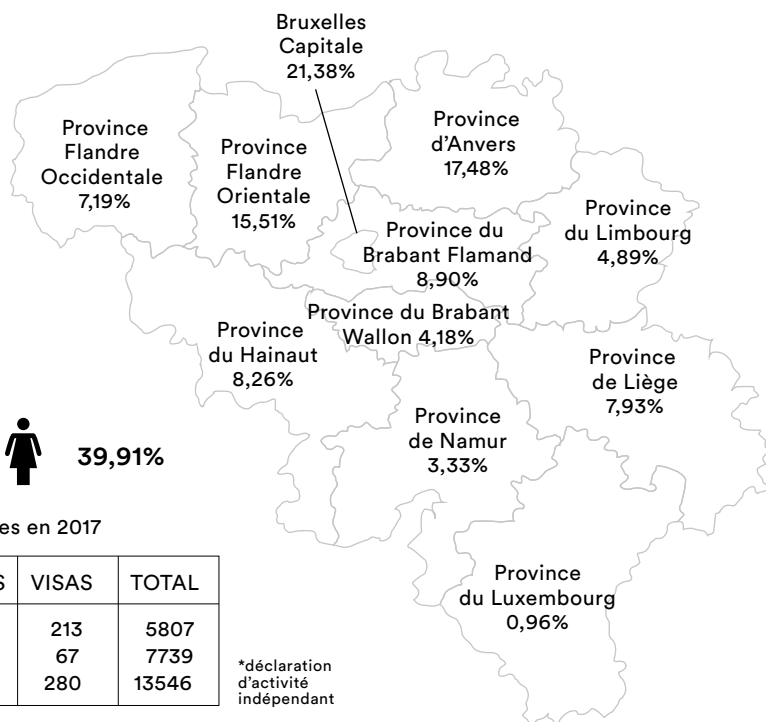 Bruxelles
Capitale
21,38%
Province
Flandre
Occidentale
7,19%
Province
Flandre
Orientale
15,51%
Province
d'Anvers
17,48%
Province
du Limbourg
4,89%
Province du
Brabant Flamand
8,90%
Province du Brabant
Wallon 4,18%
Province
du Hainaut
8,26%
Province
de Liège
7,93%
Province
de Namur
3,33%
39,91%
es en 2017
S VISAS TOTAL
213 5807
67 7739
280 13546
*déclaration
d'activité
indépendant
Province
du Luxembourg
0,96%